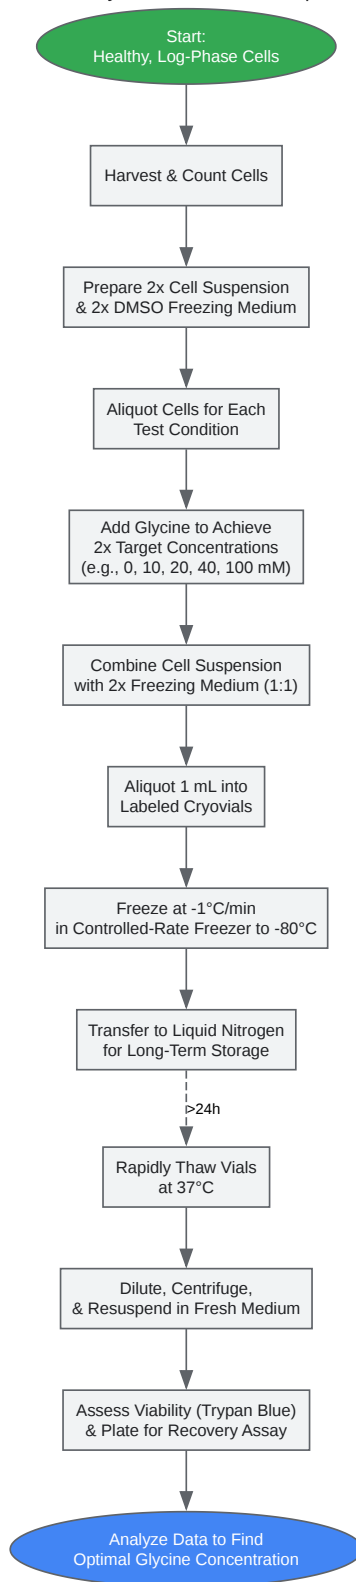 Start:
Healthy, Log-Phase Cells
Harvest & Count Cells
Prepare 2x Cell Suspension
& 2x DMSO Freezing Medium
Aliquot Cells for Each
Test Condition
Add Glycine to Achieve
2x Target Concentrations
(e.g., 0, 10, 20, 40, 100 mM)
Combine Cell Suspension
with 2x Freezing Medium (1:1)
Aliquot 1 mL into
Labeled Cryovials
Freeze at -1°C/min
in Controlled-Rate Freezer to -80°C
Transfer to Liquid Nitrogen
for Long-Term Storage
>24h
Rapidly Thaw Vials
at 37°C
Dilute, Centrifuge,
& Resuspend in Fresh Medium
Assess Viability (Trypan Blue)
& Plate for Recovery Assay
Analyze Data to Find
Optimal Glycine Concentration